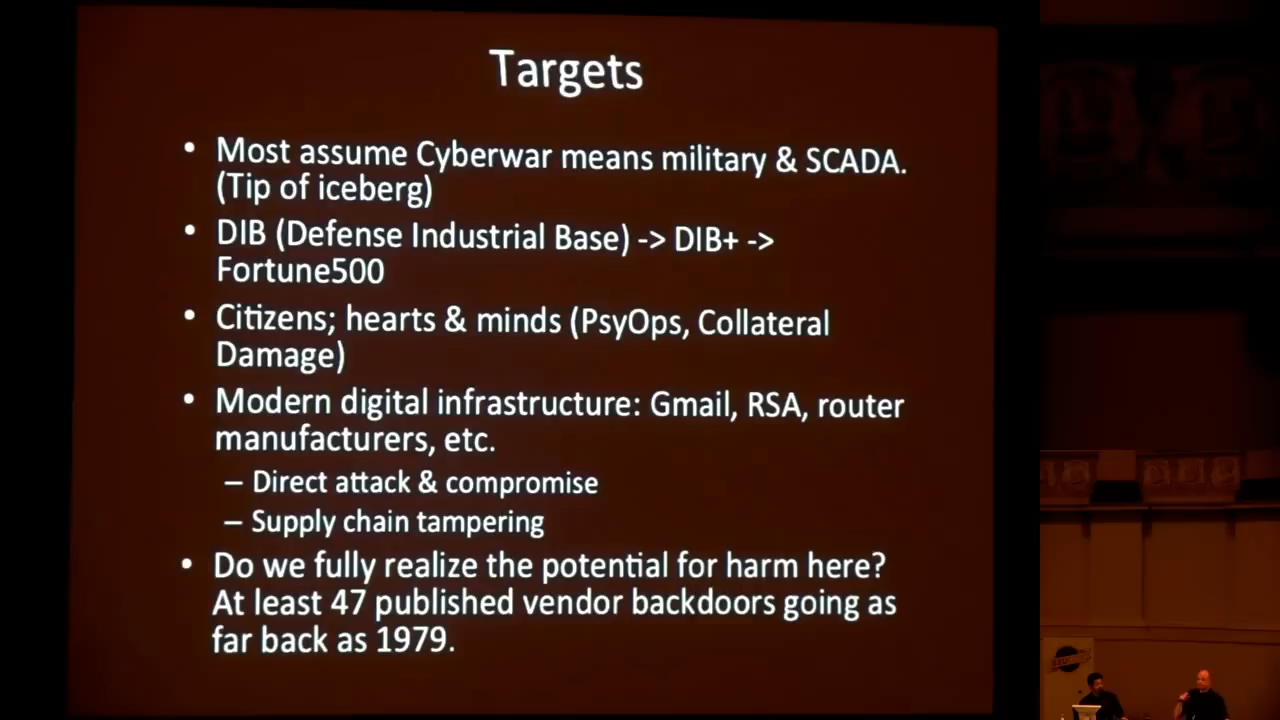 Targets
• Most assume Cyberwar means military & SCADA.
(Tip of iceberg)
• DIB (Defense Industrial Base) -> DIB+ ->
Fortune500
• Citizens; hearts & minds (PsyOps, Collateral
Damage)
• Modern digital infrastructure: Gmail, RSA, router
manufacturers, etc.
– Direct attack & compromise
– Supply chain tampering
• Do we fully realize the potential for harm here?
At least 47 published vendor backdoors going as
far back as 1979.